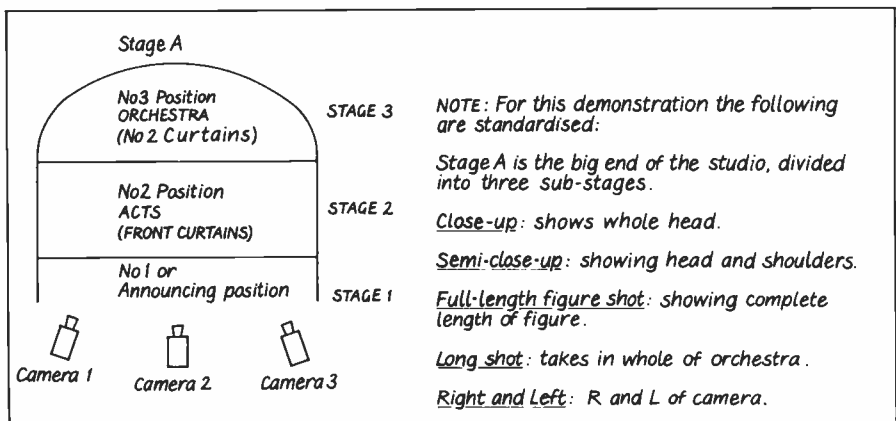 Stage A
No3 Position
ORCHESTRA
(No 2 Curtains)
STAGE 3
No2 Position
ACTS
(FRONT CURTAINS)
STAGE 2
No 1 or
Announcing position
STAGE 1
Camera 1
Camera 2
Camera 3
NOTE: For this demonstration the following
are standardised:
Stage A is the big end of the studio, divided
into three sub-stages.
Close-up: shows whole head.
Semi-close-up: showing head and shoulders.
Full-length figure shot: showing complete
length of figure.
Long shot: takes in whole of orchestra.
Right and Left: R and L of camera.